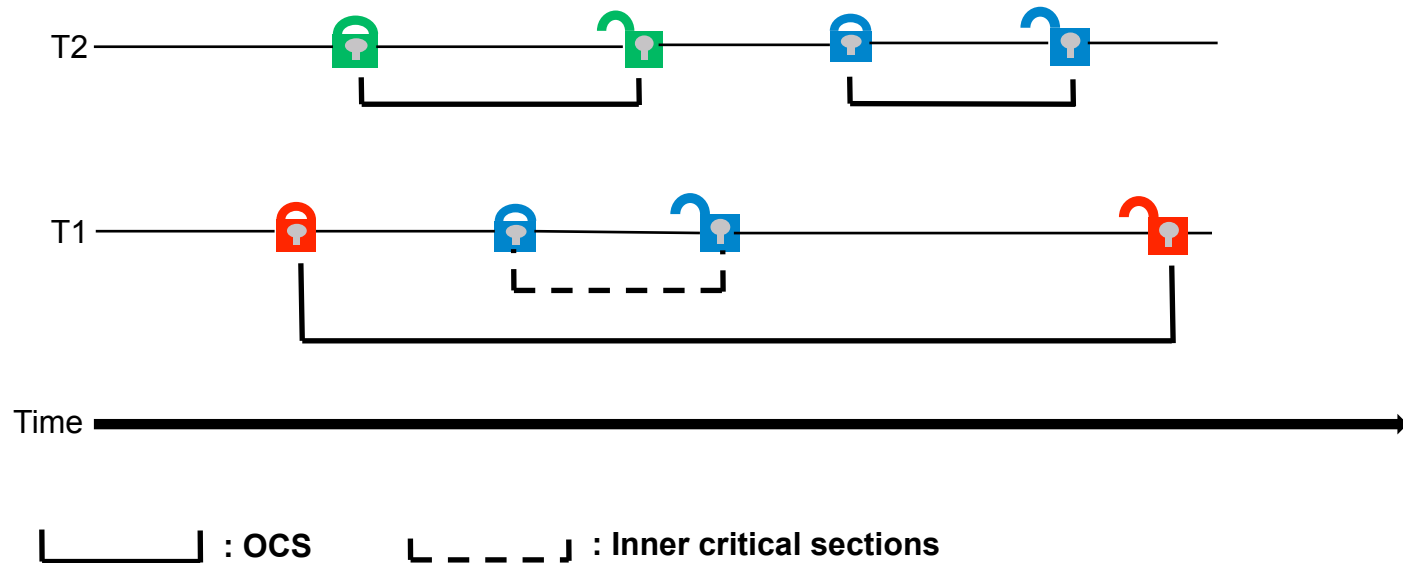 T2
T1
Time
: OCS
: Inner critical sections